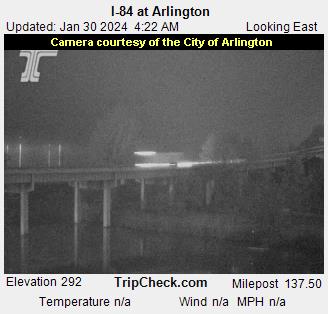 I-84 at Arlington
Updated: Jan 30 2024 4:22 AM Looking East
Camera courtesy of the City of Arlington
Elevation 292 TripCheck.com Milepost 137.50
Temperature n/a Wind n/a MPH n/a